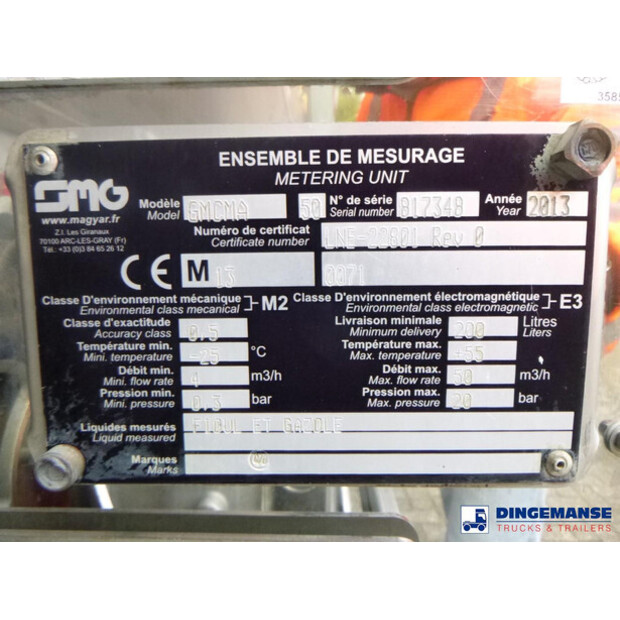 3585
ENSEMBLE DE MESURAGE
METERING UNIT
SMG
www.magyar.fr
Z.I. Les Giranaux
70100 ARC-LES-GRAY (Fr)
Tél.: +33 (0)3 84 65 26 12
Modèle GMCMA 50 N° de série 817348 Année 2013
Model Serial number Year
Numéro de certificat LNE-22601 Rev 0
Certificate number
CE M 13 0071
Classe D'environnement mécanique M2 Classe D'environnement électromagnétique E3
Environmental class mecanical Environmental class electromagnetic
Classe d'exactitude 0,5 Livraison minimale 200 Litres
Accuracy class Minimum delivery Liters
Température min. -25 °C Température max. 55
Mini. temperature Max. temperature
Débit min. 4 m3/h Débit max. 50 m3/h
Mini. flow rate Max. flow rate
Pression min. 0,3 bar Pression max. 20 bar
Mini. pressure Max. pressure
Liquides mesurés FIOUL ET GAZOLE
Liquid measured
Marques
Marks
DINGEMANSE
TRUCKS & TRAILERS